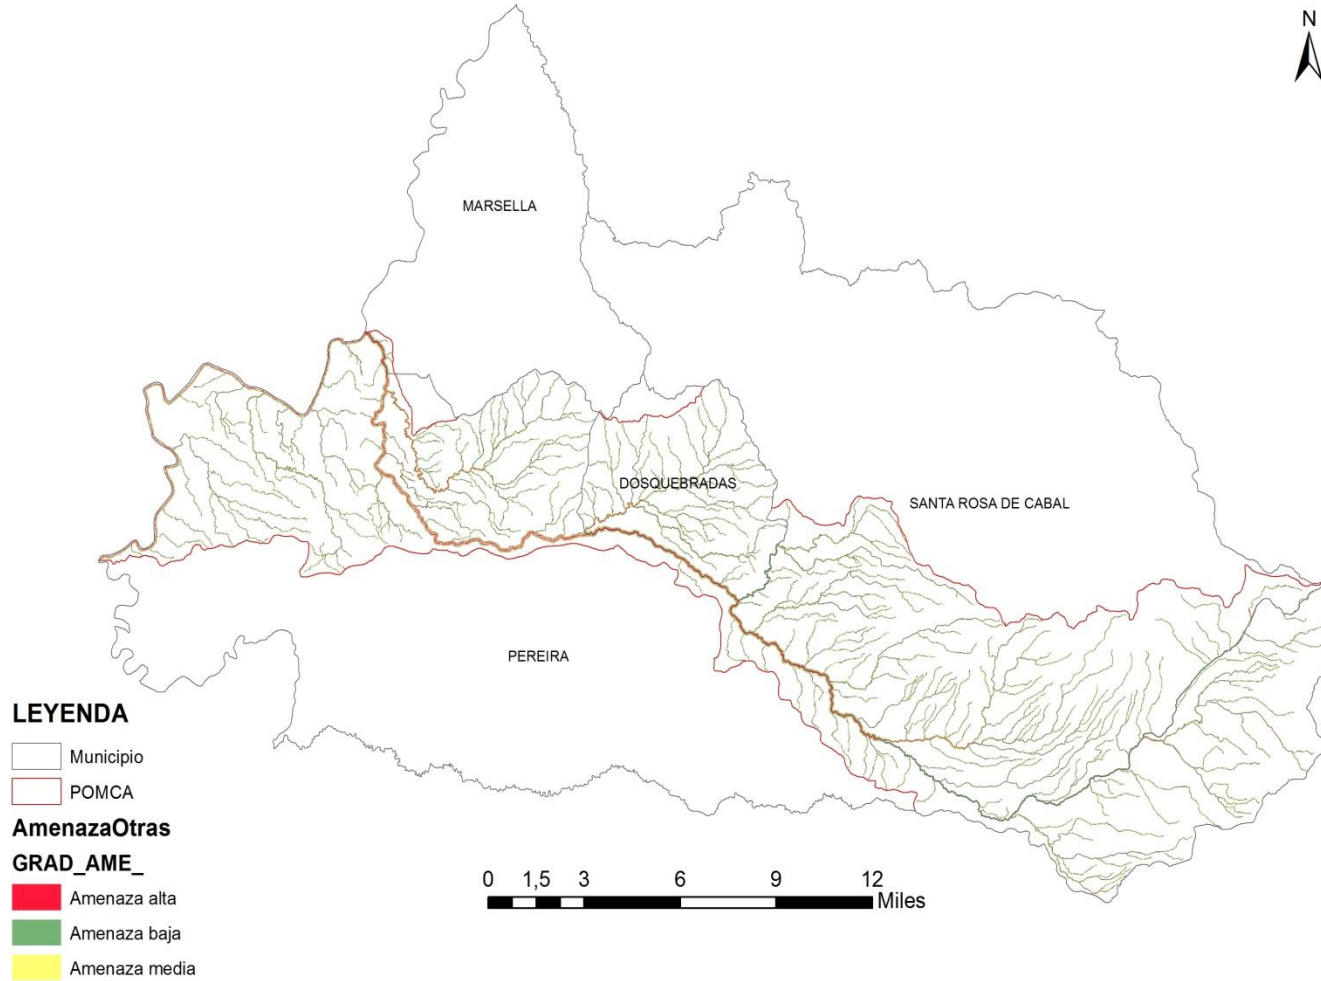 N
MARSELLA
DOSQUEBRADAS
SANTA ROSA DE CABAL
PEREIRA
LEYENDA
Municipio
POMCA
AmenazaOtras
GRAD_AME_
Amenaza alta
Amenaza baja
Amenaza media
0 1,5 3 6 9 12
Miles